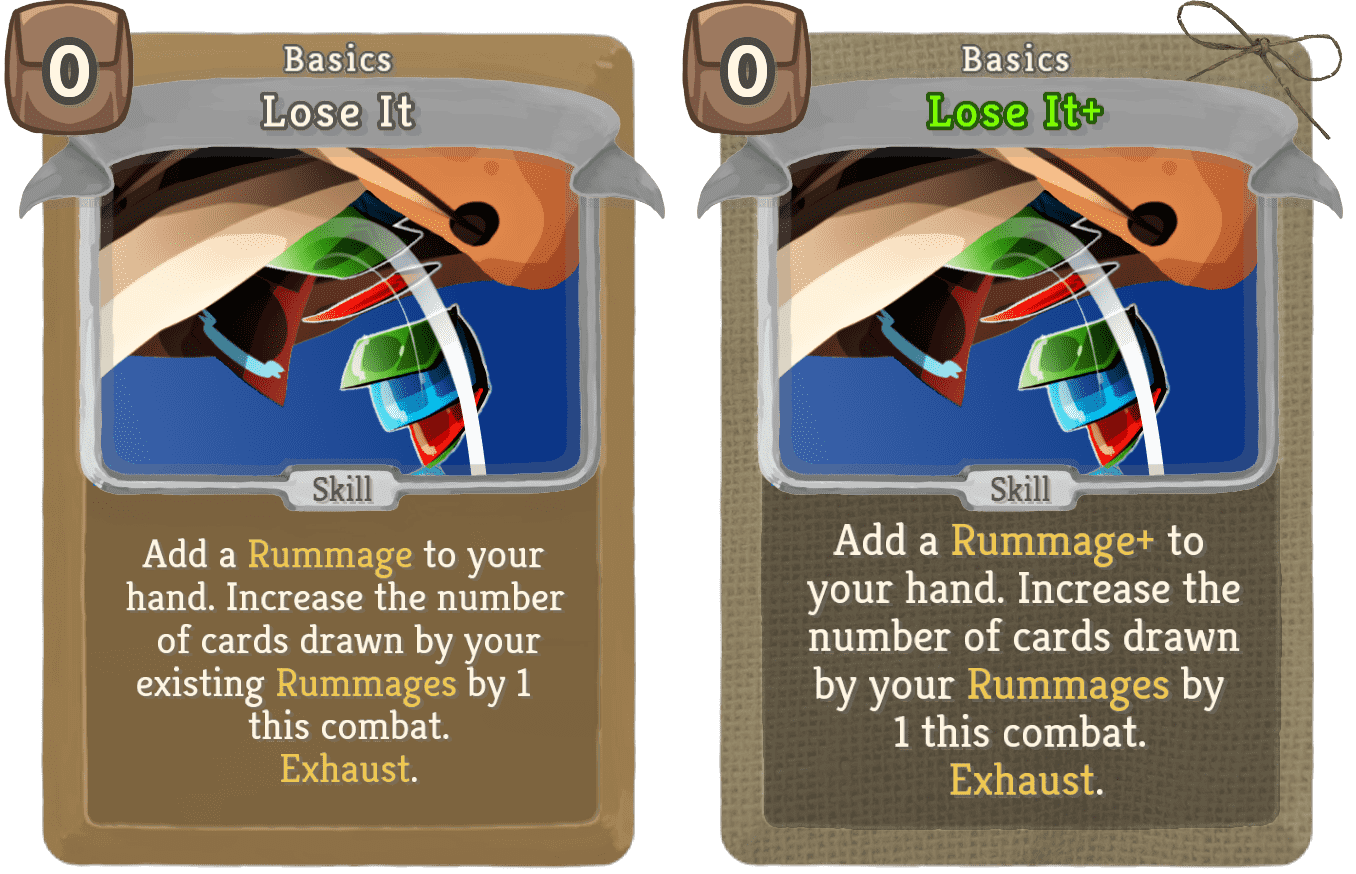 0
Basics
Lose It
Skill
Add a Rummage to your
hand. Increase the number
of cards drawn by your
existing Rummages by 1
this combat.
Exhaust.
0
Basics
Lose It+
Skill
Add a Rummage+ to
your hand. Increase the
number of cards drawn
by your Rummages by
1 this combat.
Exhaust.